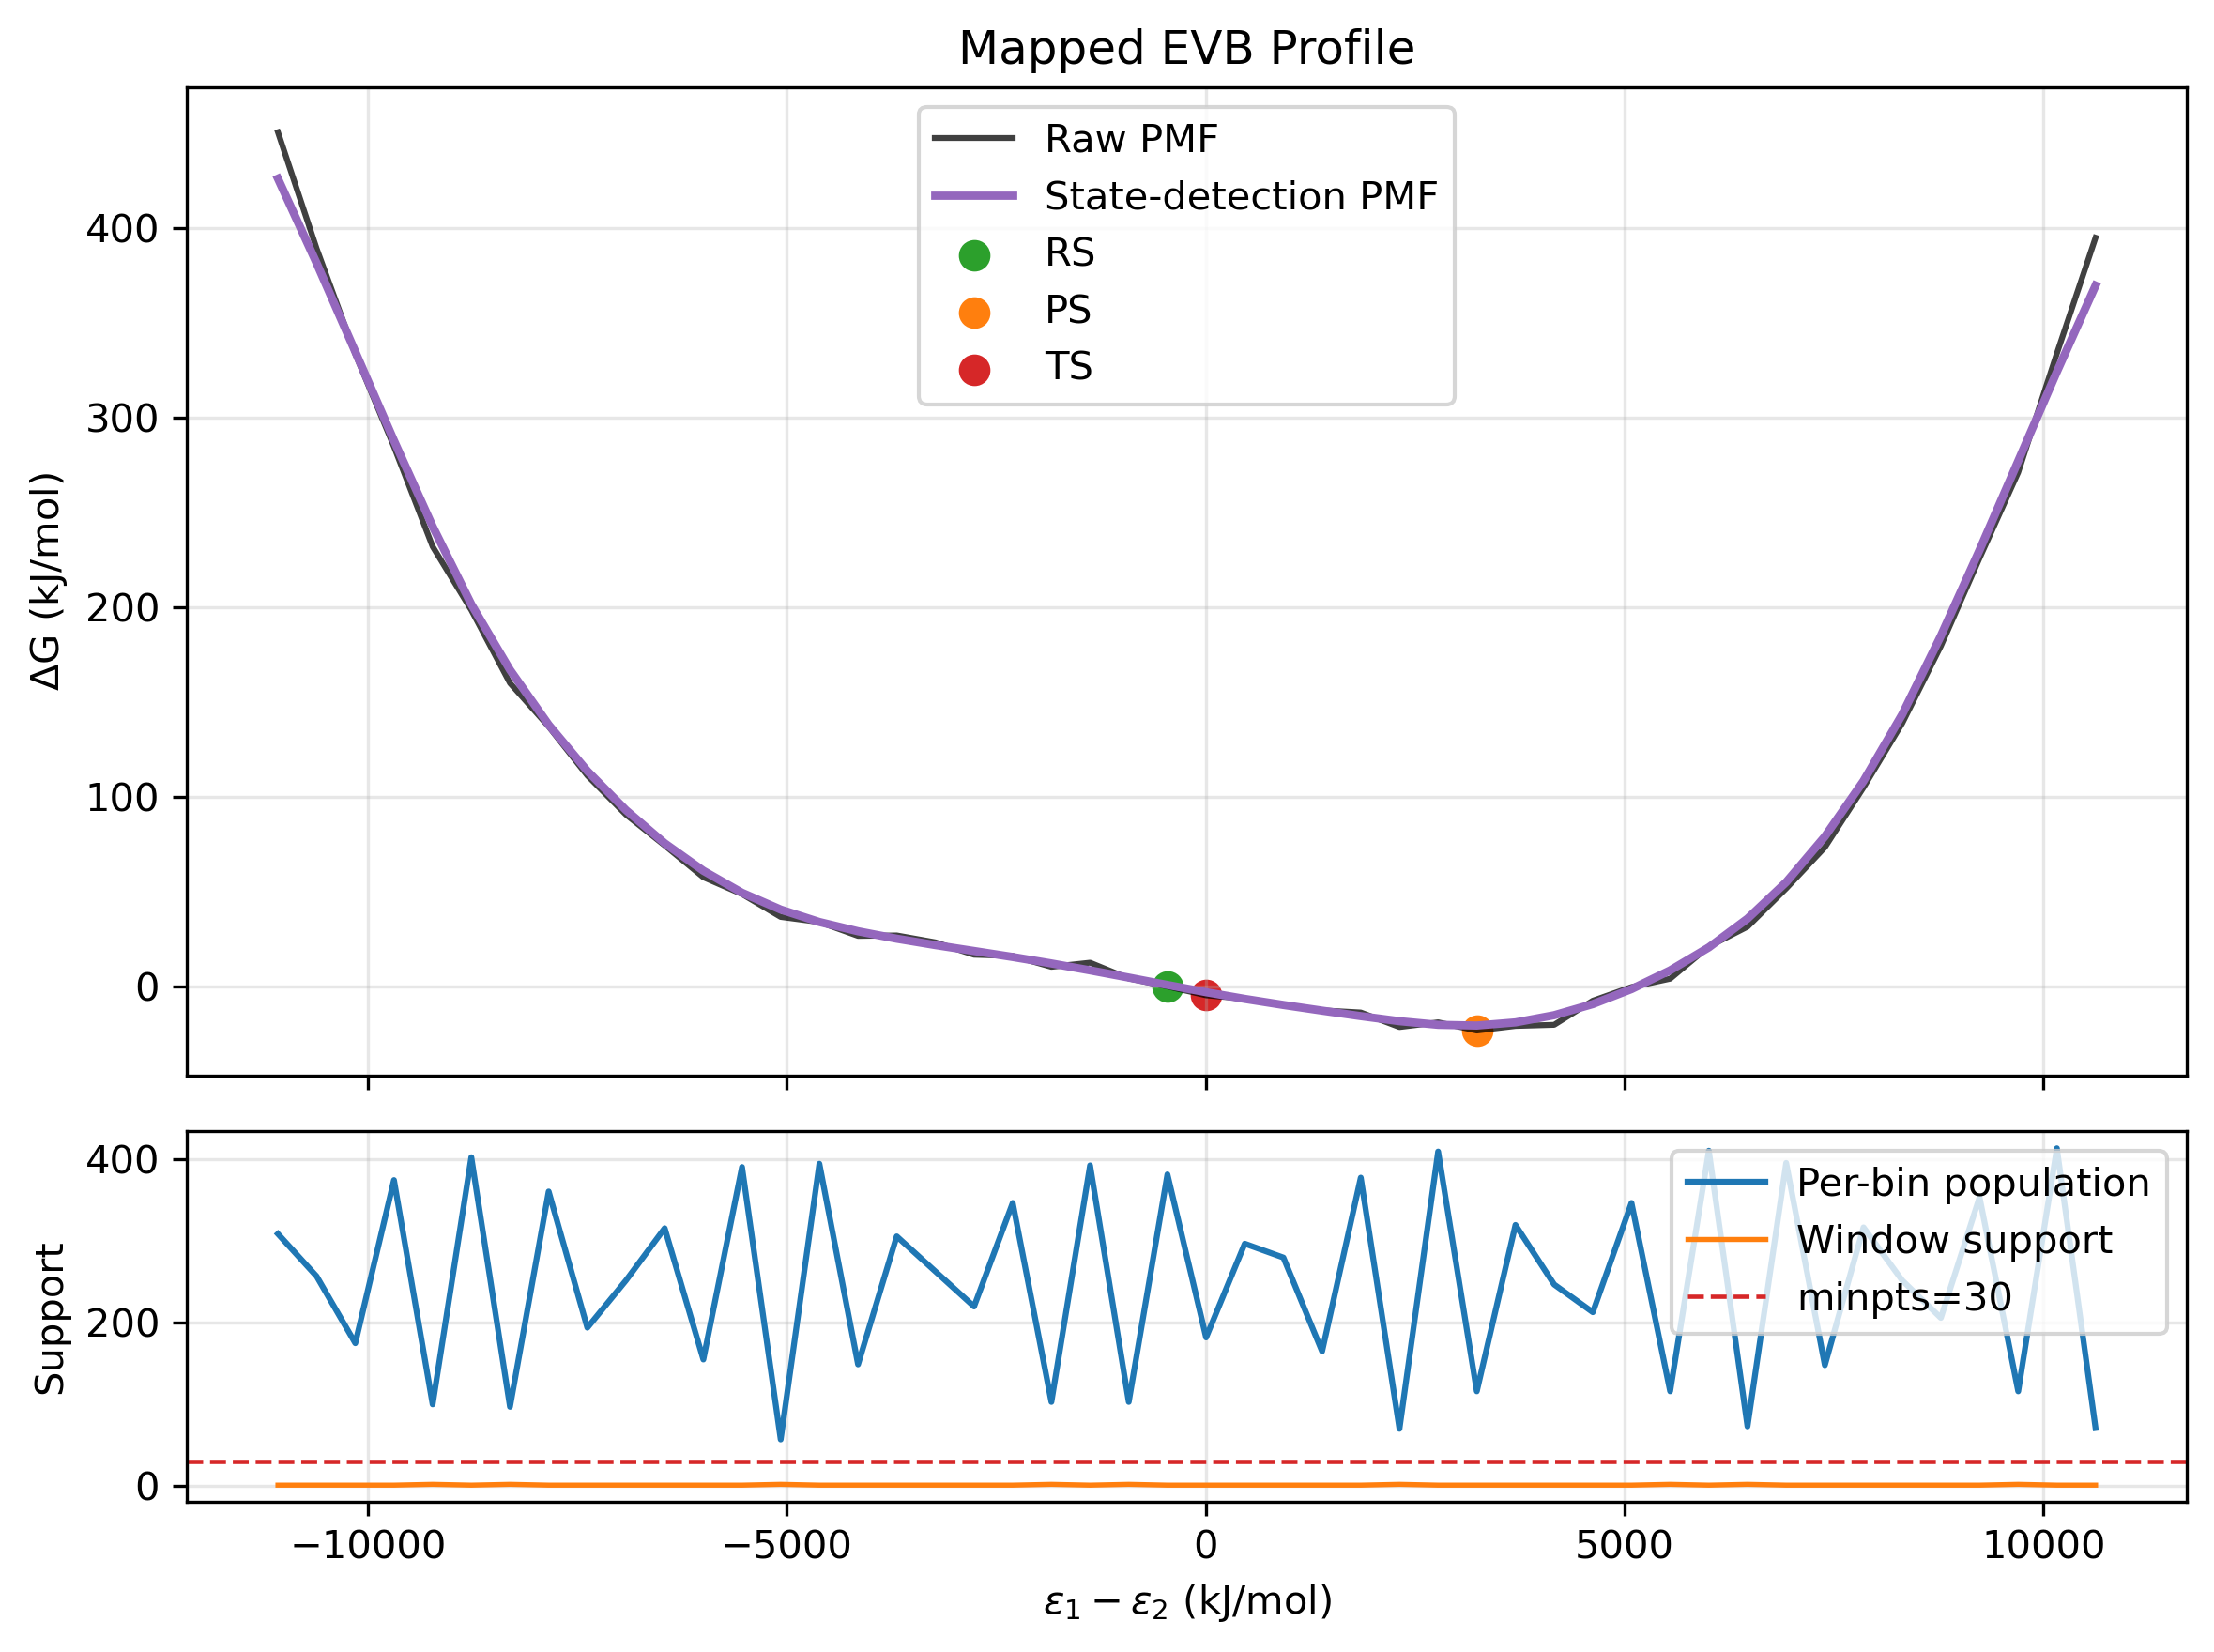 Mapped EVB Profile
Raw PMF
State-detection PMF
RS
PS
TS
400
300
200
100
0
ΔG (kJ/mol)
Per-bin population
Window support
minpts=30
400
200
0
Support
−10000
−5000
0
5000
10000
ε₁ − ε₂ (kJ/mol)